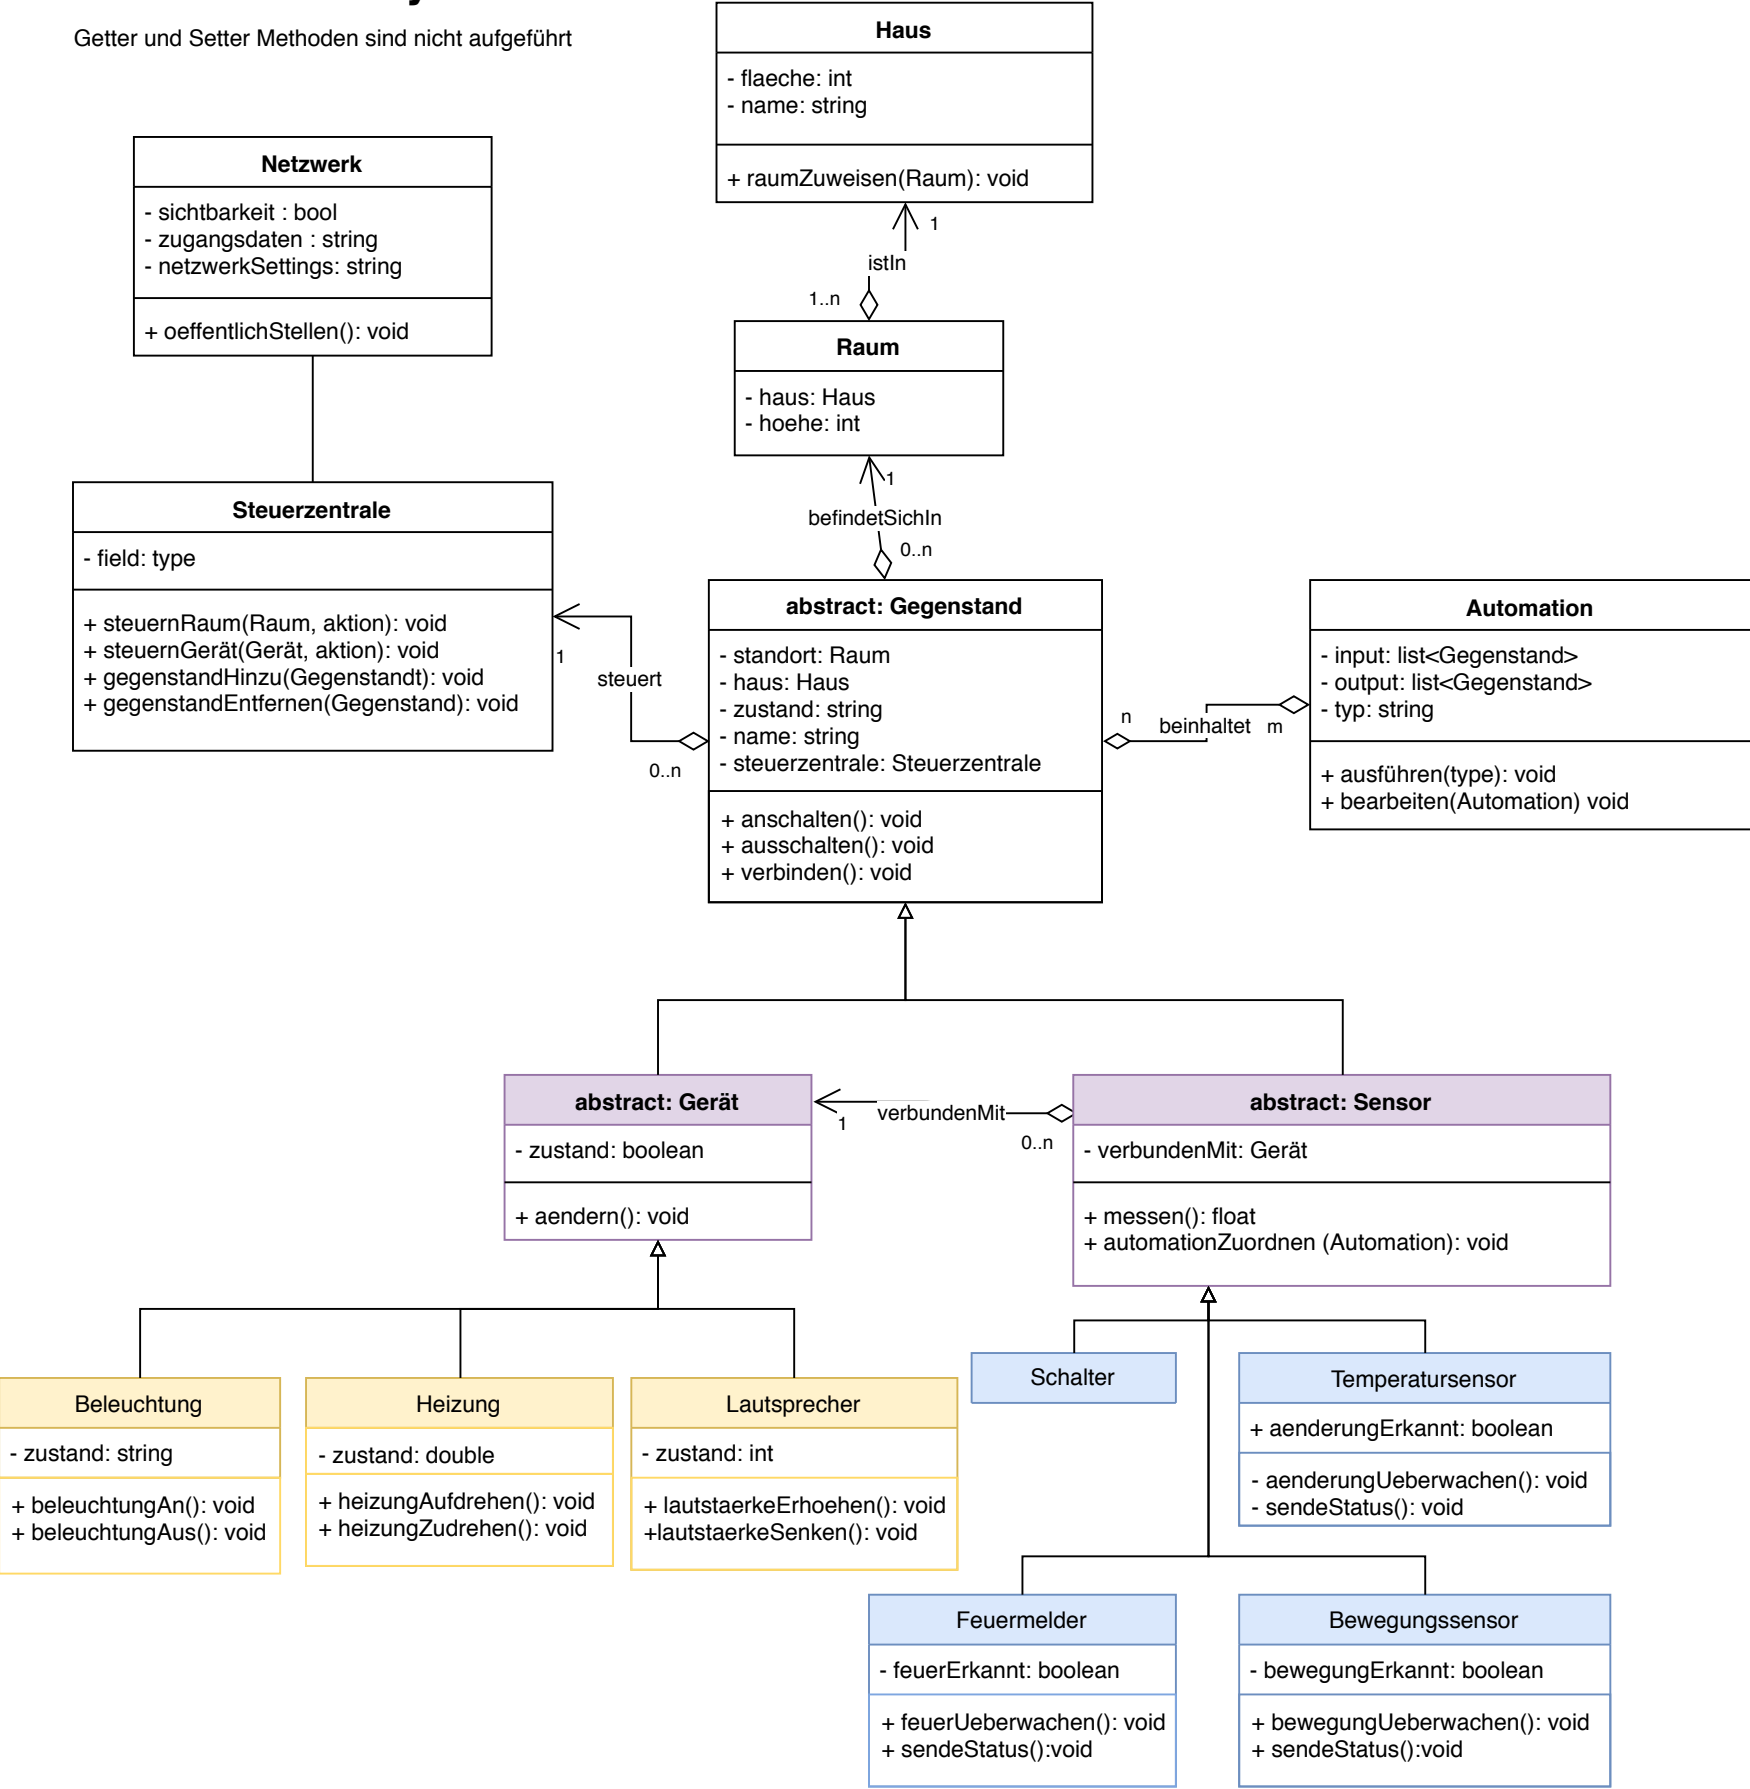 Getter und Setter Methoden sind nicht aufgeführt
Haus
- flaeche: int
- name: string
+ raumZuweisen(Raum): void
1
istIn
1..n
Netzwerk
- sichtbarkeit : bool
- zugangsdaten : string
- netzwerkSettings: string
+ oeffentlichStellen(): void
Raum
- haus: Haus
- hoehe: int
1
befindetSichIn
0..n
Steuerzentrale
- field: type
+ steuernRaum(Raum, aktion): void
+ steuernGerät(Gerät, aktion): void
+ gegenstandHinzu(Gegenstandt): void
+ gegenstandEntfernen(Gegenstand): void
1
steuert
0..n
abstract: Gegenstand
- standort: Raum
- haus: Haus
- zustand: string
- name: string
- steuerzentrale: Steuerzentrale
+ anschalten(): void
+ ausschalten(): void
+ verbinden(): void
n
beinhaltet
m
Automation
- input: list<Gegenstand>
- output: list<Gegenstand>
- typ: string
+ ausführen(type): void
+ bearbeiten(Automation) void
abstract: Gerät
- zustand: boolean
+ aendern(): void
1
verbundenMit
0..n
abstract: Sensor
- verbundenMit: Gerät
+ messen(): float
+ automationZuordnen (Automation): void
Beleuchtung
- zustand: string
+ beleuchtungAn(): void
+ beleuchtungAus(): void
Heizung
- zustand: double
+ heizungAufdrehen(): void
+ heizungZudrehen(): void
Lautsprecher
- zustand: int
+ lautstaerkeErhoehen(): void
+lautstaerkeSenken(): void
Schalter
Temperatursensor
+ aenderungErkannt: boolean
- aenderungUeberwachen(): void
- sendeStatus(): void
Feuermelder
- feuerErkannt: boolean
+ feuerUeberwachen(): void
+ sendeStatus():void
Bewegungssensor
- bewegungErkannt: boolean
+ bewegungUeberwachen(): void
+ sendeStatus():void